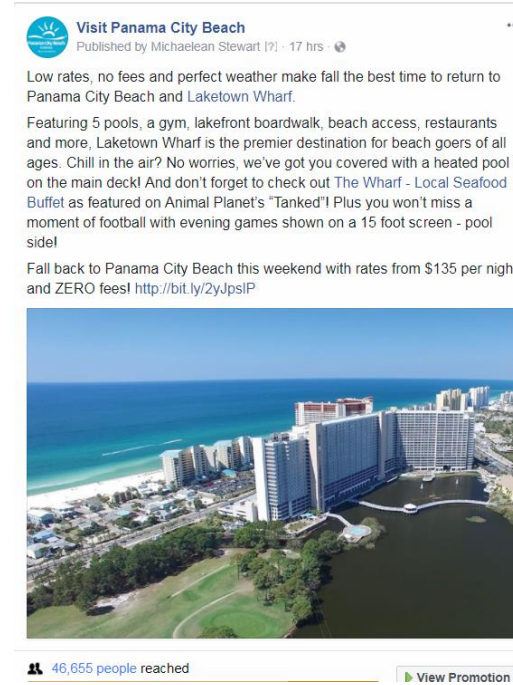 Visit Panama City Beach
Published by Michaelean Stewart [?] · 17 hrs ·
Low rates, no fees and perfect weather make fall the best time to return to
Panama City Beach and Laketown Wharf.
Featuring 5 pools, a gym, lakefront boardwalk, beach access, restaurants
and more, Laketown Wharf is the premier destination for beach goers of all
ages. Chill in the air? No worries, we've got you covered with a heated pool
on the main deck! And don't forget to check out The Wharf - Local Seafood
Buffet as featured on Animal Planet's "Tanked"! Plus you won't miss a
moment of football with evening games shown on a 15 foot screen - pool
side!
Fall back to Panama City Beach this weekend with rates from $135 per nigh
and ZERO fees! http://bit.ly/2yJpslP
46,655 people reached
View Promotion